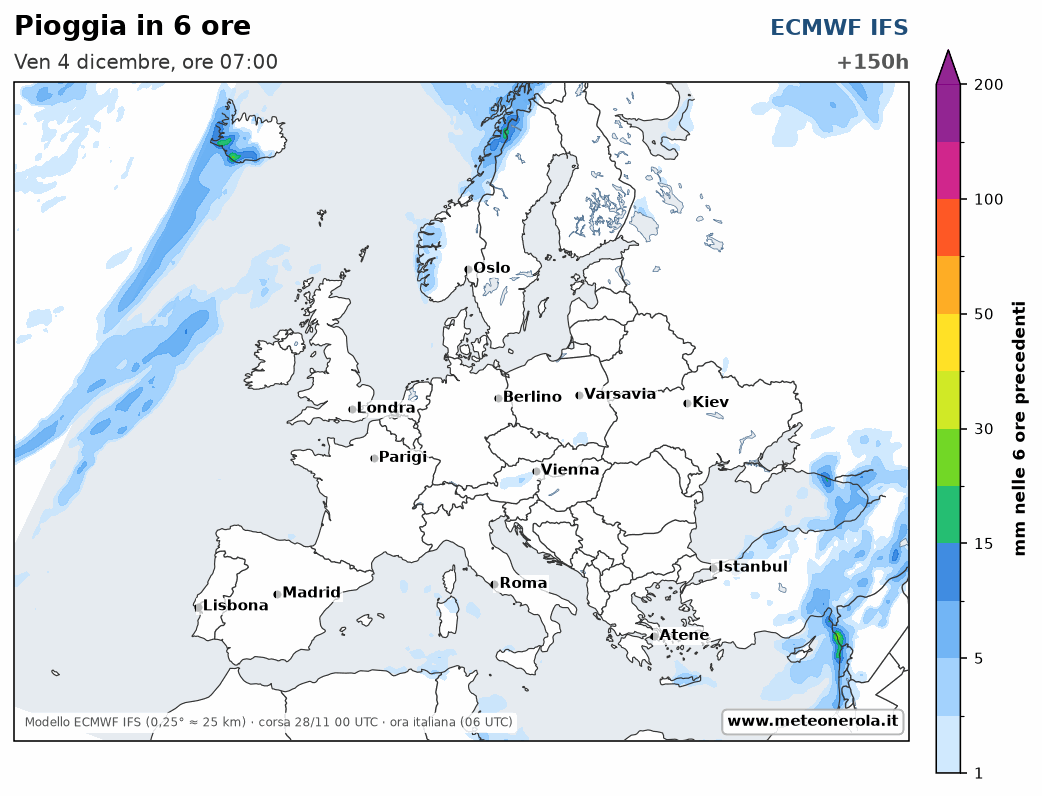 Pioggia in 6 ore
ECMWF IFS
Ven 4 dicembre, ore 07:00
+150h
200
100
50
30
15
5
1
mm nelle 6 ore precedenti
Oslo
Berlino
Varsavia
Kiev
Londra
Parigi
Vienna
Istanbul
Roma
Madrid
Lisbona
Atene
Modello ECMWF IFS (0,25° ≈ 25 km) · corsa 28/11 00 UTC · ora italiana (06 UTC)
www.meteonerola.it